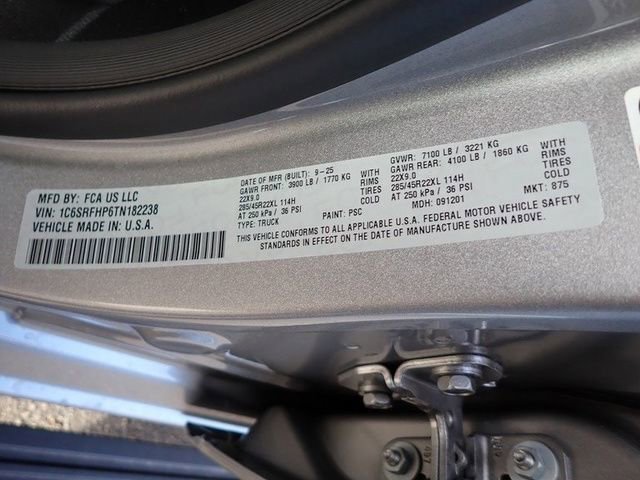 MFD BY: FCA US LLC
VIN: 1C6SRFHP6TN182238
VEHICLE MADE IN: U.S.A.
DATE OF MFR (BUILT): 9-25
GAWR FRONT: 3900 LB / 1770 KG WITH
22X9.0 RIMS
285/45R22XL 114H TIRES
AT 250 kPa / 36 PSI COLD
TYPE: TRUCK PAINT: PSC
GVWR: 7100 LB / 3221 KG
GAWR REAR: 4100 LB / 1860 KG WITH
22X9.0 RIMS
285/45R22XL 114H TIRES
AT 250 kPa / 36 PSI COLD
MDH: 091201 MKT: 875
THIS VEHICLE CONFORMS TO ALL APPLICABLE U.S.A. FEDERAL MOTOR VEHICLE SAFETY
STANDARDS IN EFFECT ON THE DATE OF MANUFACTURE SHOWN ABOVE.